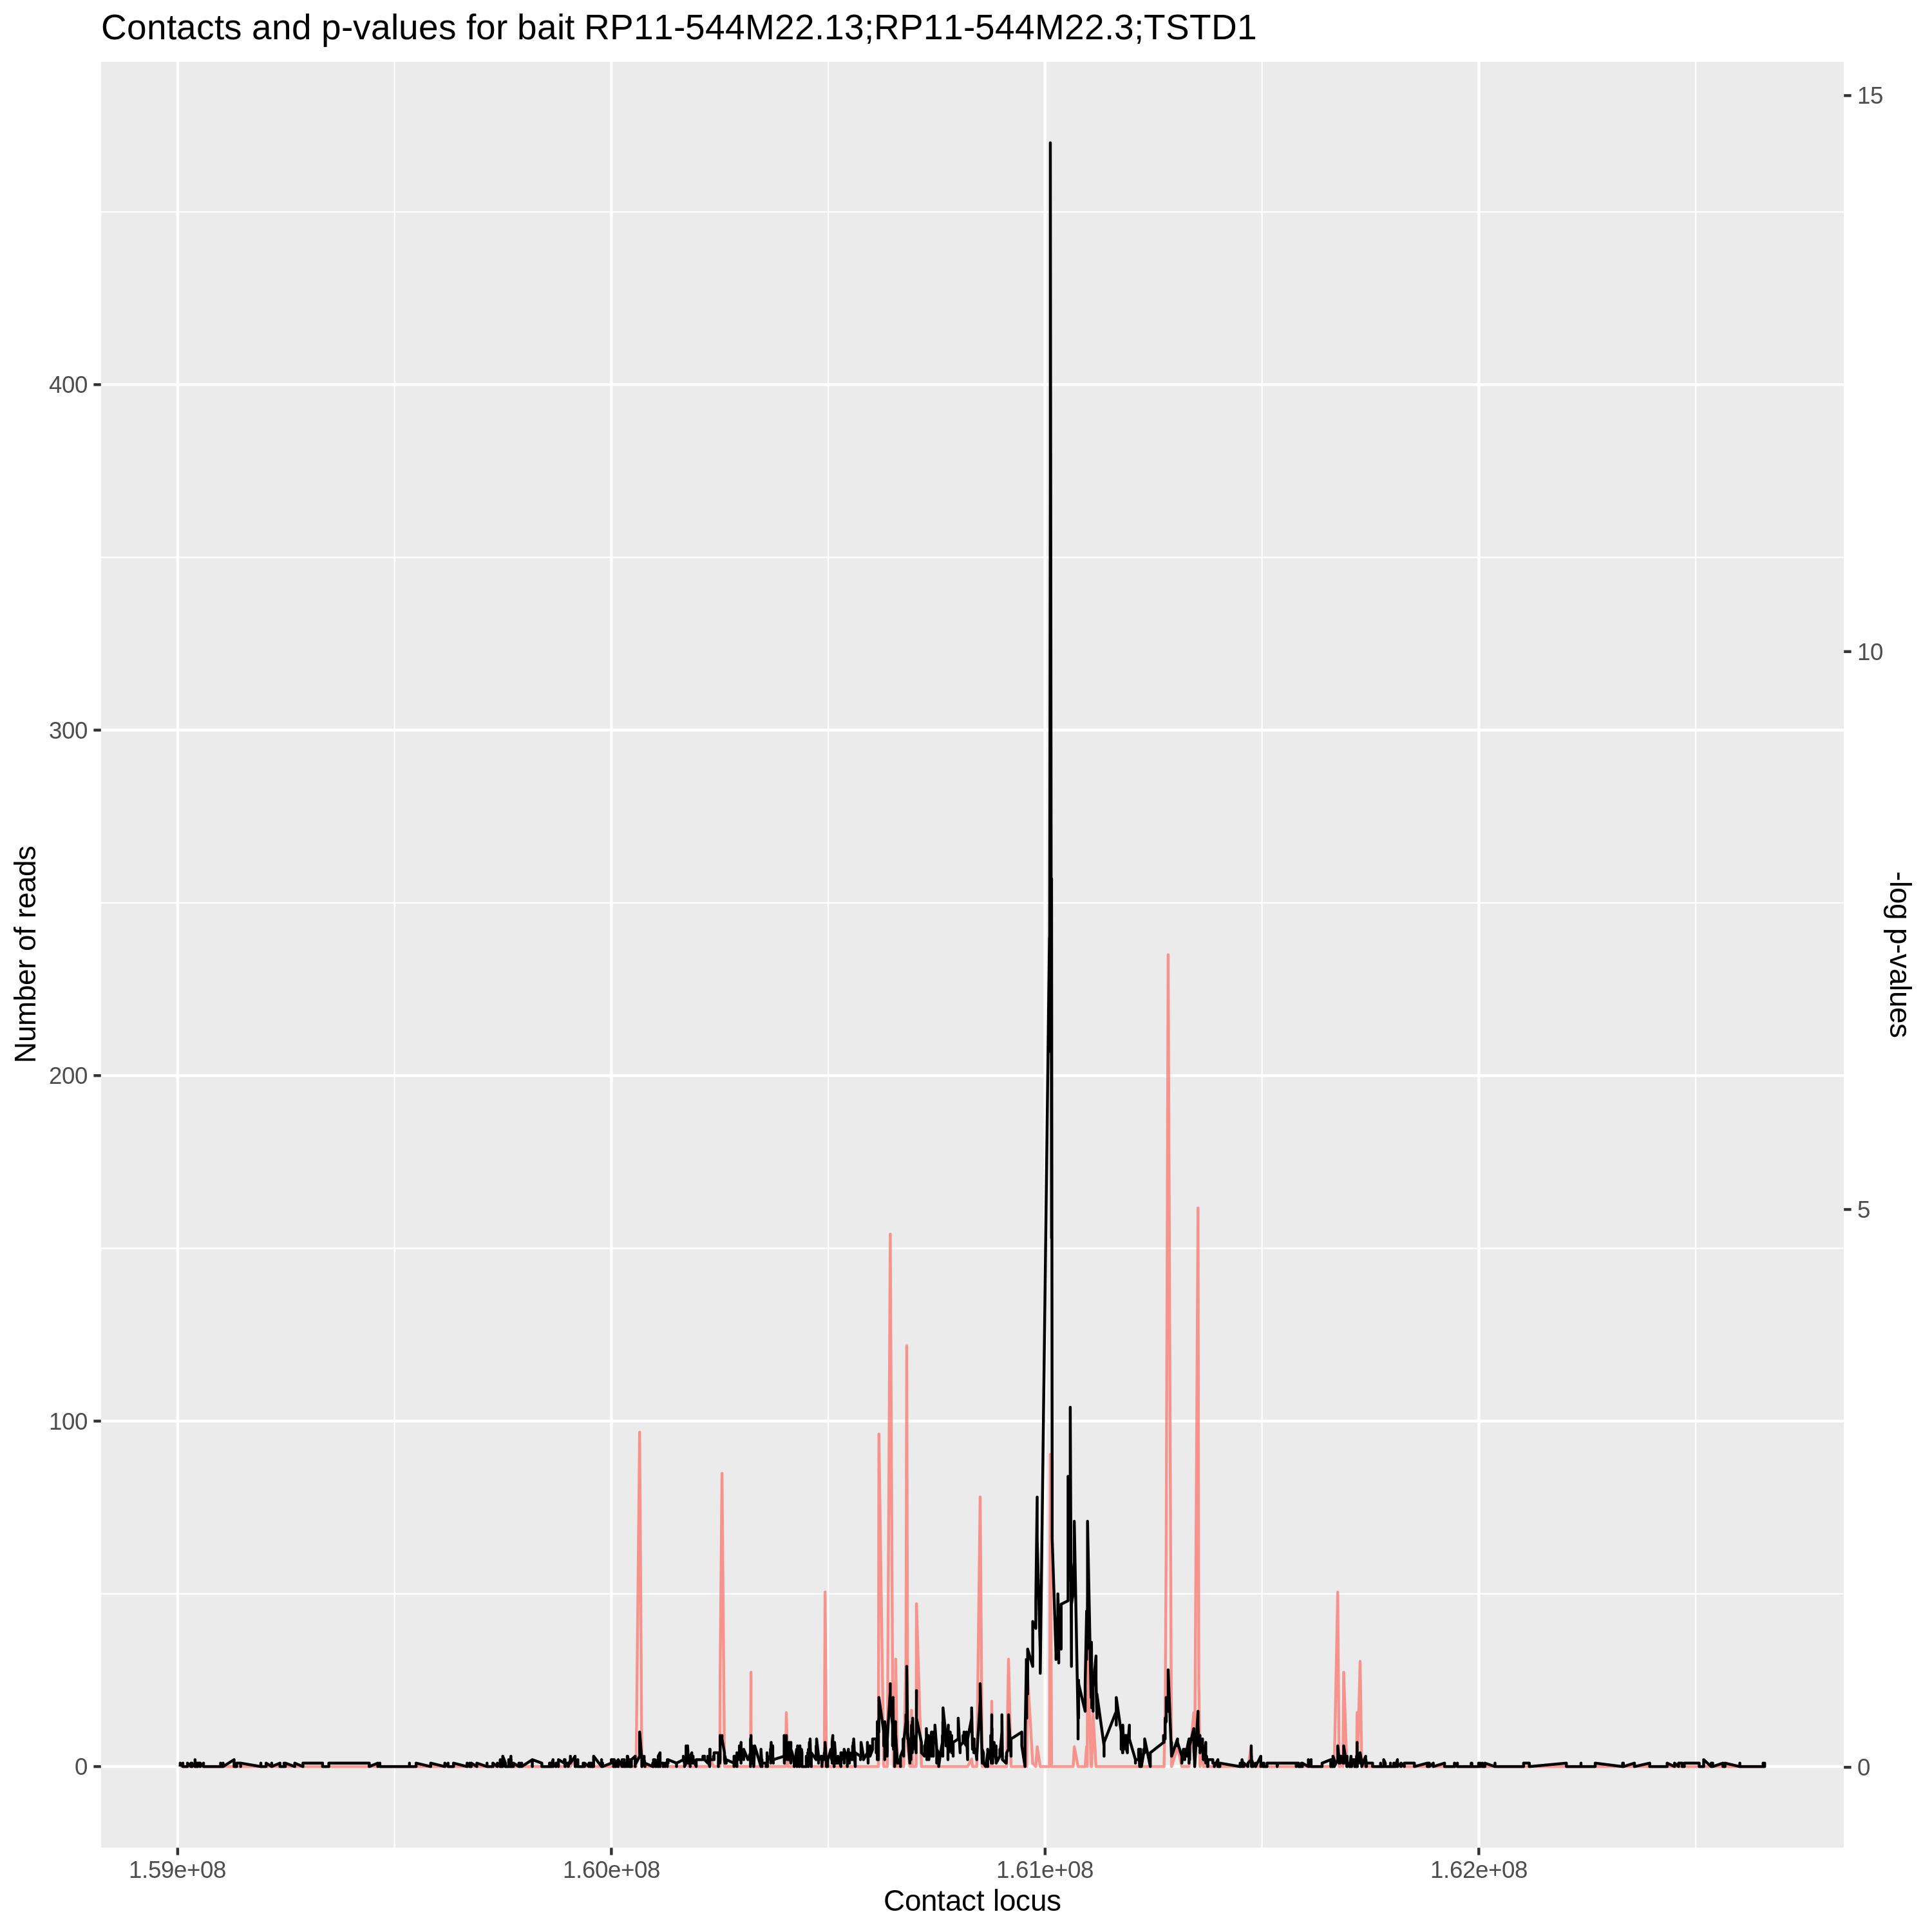 Contacts and p-values for bait RP11-544M22.13;RP11-544M22.3;TSTD1
15
400
10
300
Number of reads
-log p-values
200
5
100
0
0
1.59e+08
1.60e+08
1.61e+08
1.62e+08
Contact locus